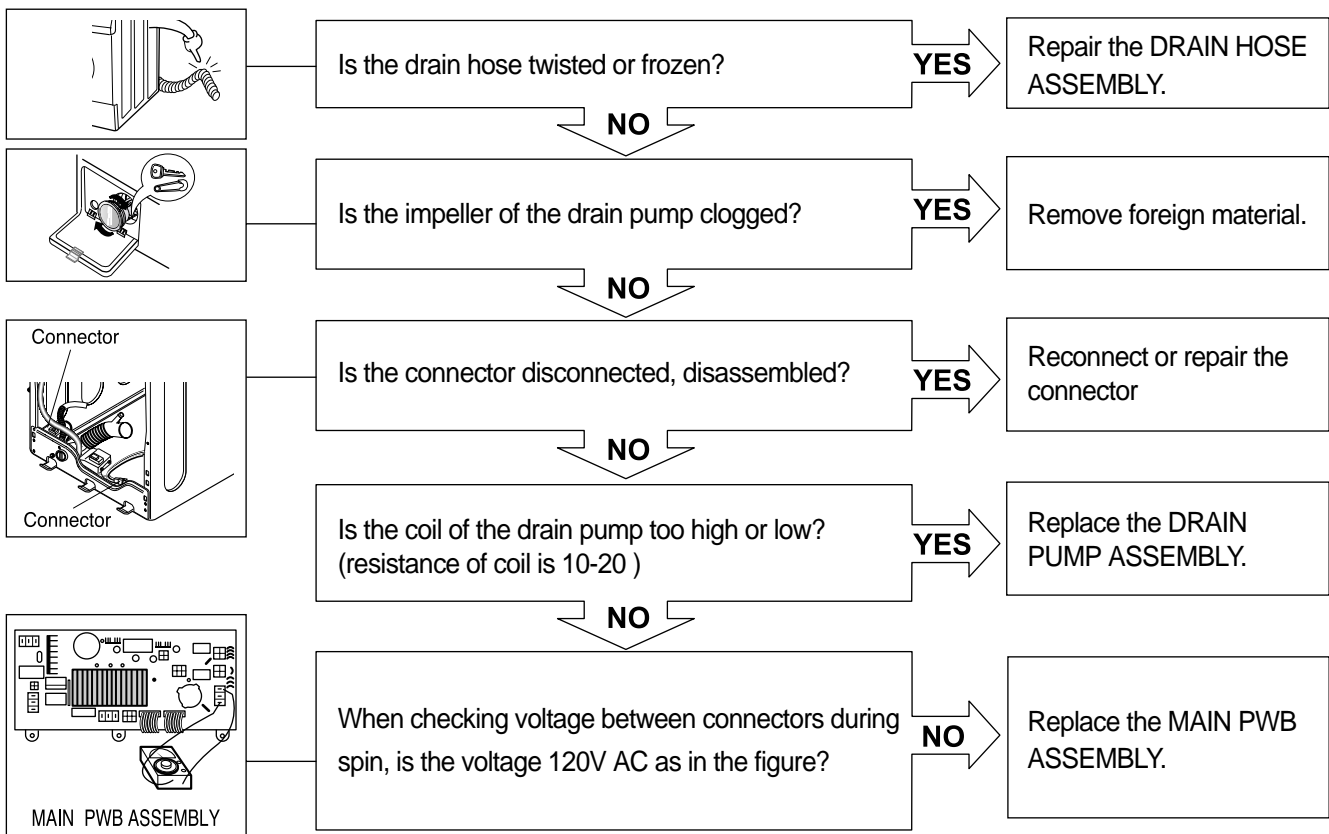 Is the drain hose twisted or frozen?
YES
Repair the DRAIN HOSE
ASSEMBLY.
NO
Is the impeller of the drain pump clogged?
YES
Remove foreign material.
NO
Connector
Connector
Is the connector disconnected, disassembled?
YES
Reconnect or repair the
connector
NO
Is the coil of the drain pump too high or low?
(resistance of coil is 10-20 )
YES
Replace the DRAIN
PUMP ASSEMBLY.
NO
MAIN PWB ASSEMBLY
When checking voltage between connectors during
spin, is the voltage 120V AC as in the figure?
NO
Replace the MAIN PWB
ASSEMBLY.